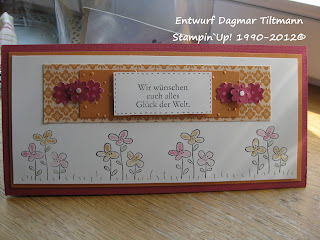 Entwurf Dagmar Tiltmann
Stampin'Up! 1990-2012©
Wir wünschen
euch alles
Glück der Welt.